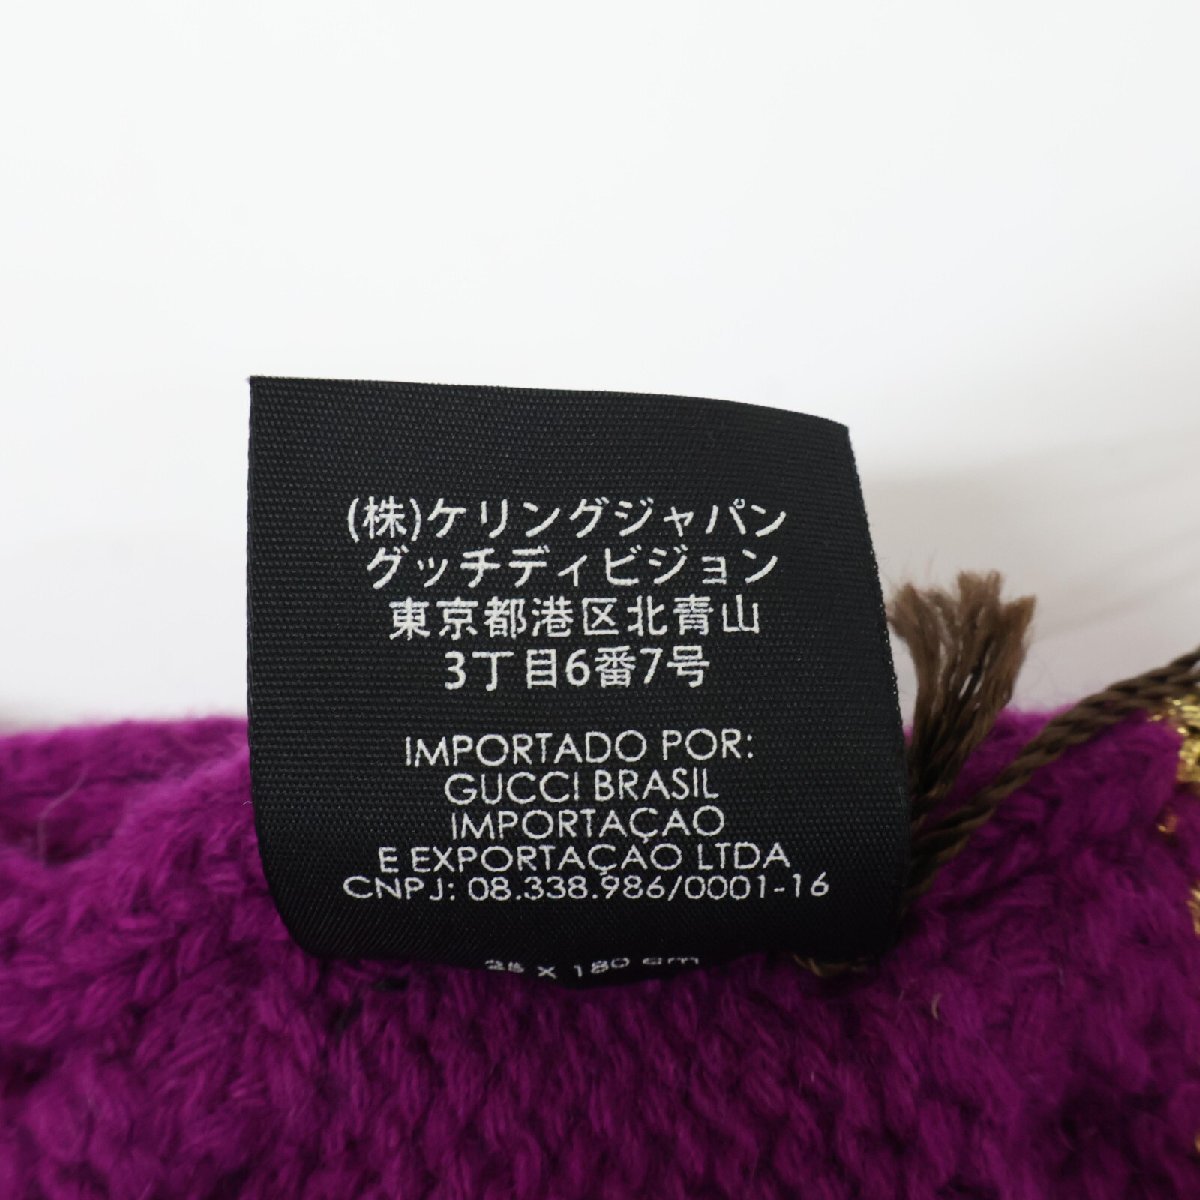 (株)ケリングジャパン
グッチディビジョン
東京都港区北青山
3丁目6番7号
IMPORTADO POR:
GUCCI BRASIL
IMPORTAÇAO
E EXPORTAÇAO LTDA
CNPJ: 08.338.986/0001-16
x 180 cm